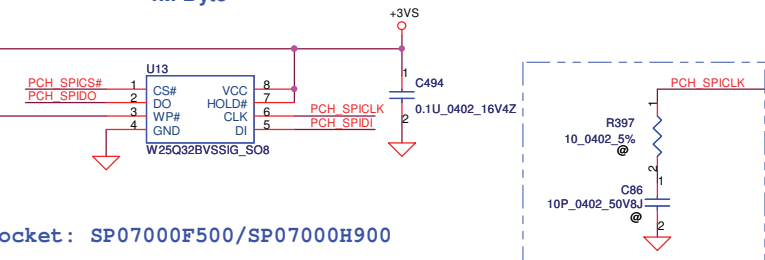 +3VS
U13
PCH_SPICS#
1
CS#
VCC
8
PCH_SPIDO
2
DO
HOLD#
7
3
WP#
CLK
6
PCH_SPICLK
4
GND
DI
5
PCH_SPIDI
W25Q32BVSSIG_SO8
1
C494
0.1U_0402_16V4Z
2
PCH_SPICLK
1
R397
10_0402_5%
@
2
1
C86
10P_0402_50V8J
@
2
ocket: SP07000F500/SP07000H900